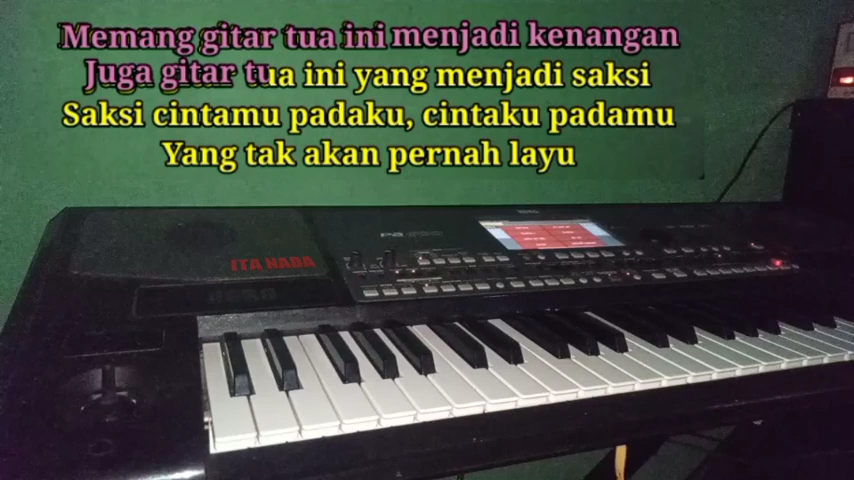 Memang gitar tua ini menjadi kenangan
Juga gitar tua ini yang menjadi saksi
Saksi cintamu padaku, cintaku padamu
Yang tak akan pernah layu
ITA NADA
KORG